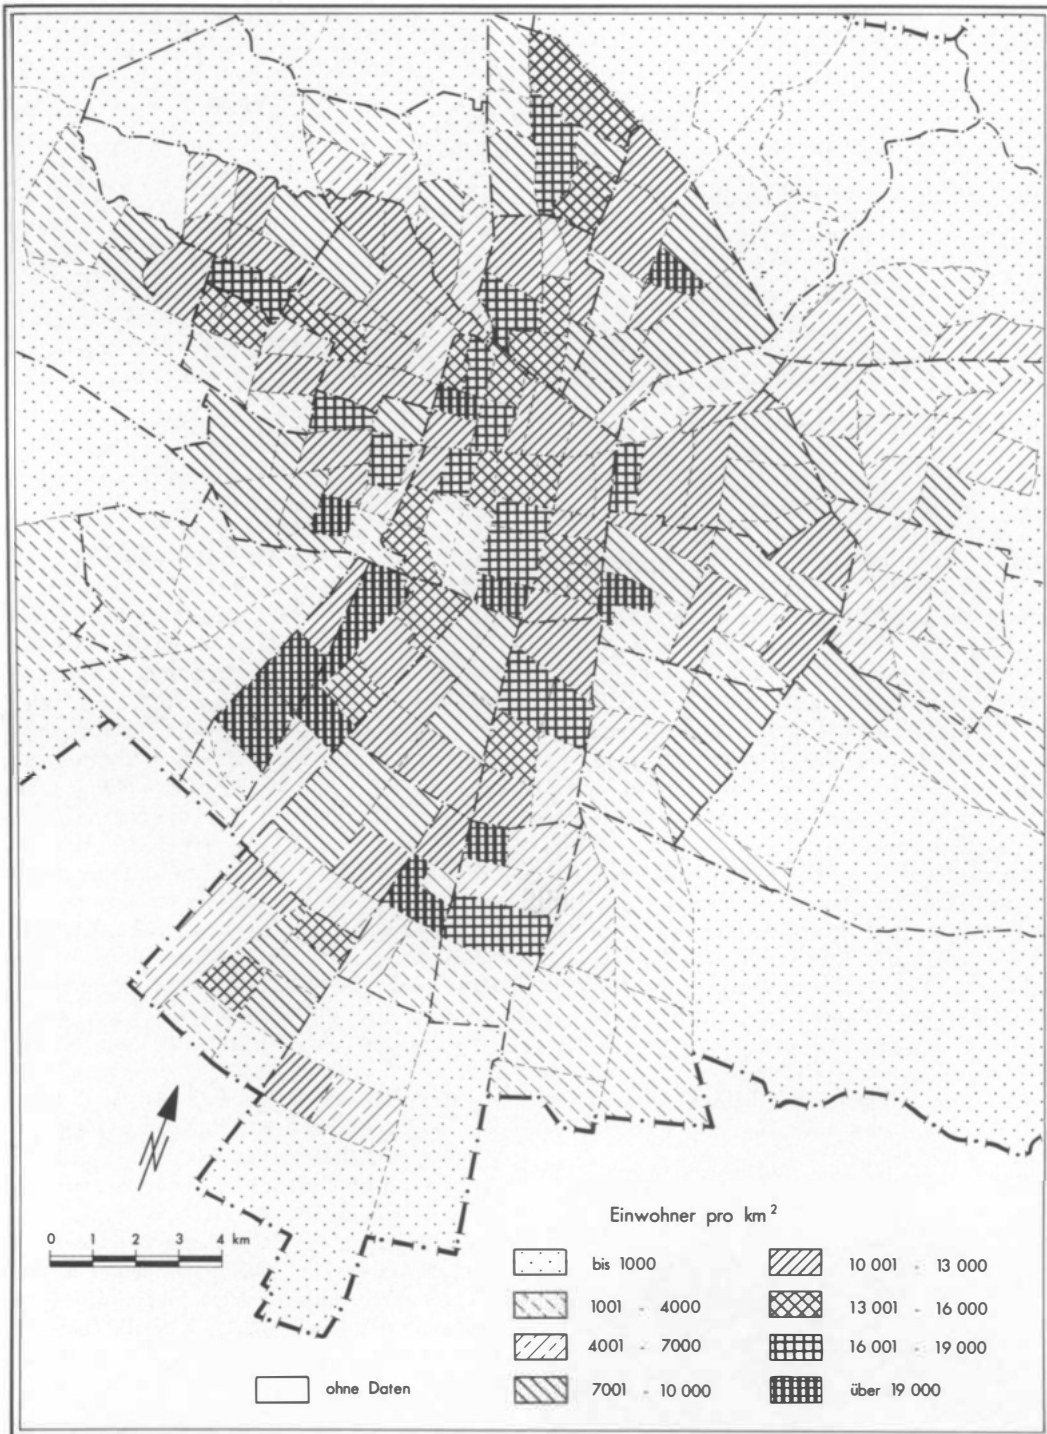 Einwohner pro km²
0 1 2 3 4 km
bis 1000
1001 - 4000
4001 - 7000
7001 - 10 000
10 001 - 13 000
13 001 - 16 000
16 001 - 19 000
über 19 000
ohne Daten